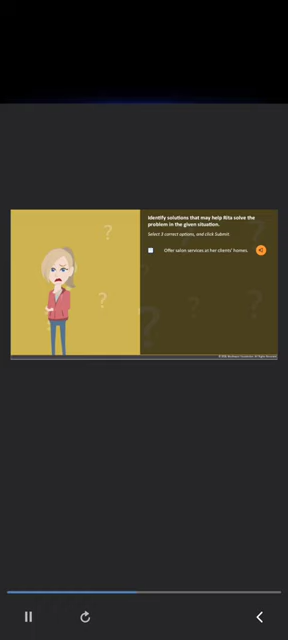 Identify solutions that may help Rita solve the
problem in the given situation.
Select 3 correct options, and click Submit.
Offer salon services at her clients' homes.
? 
?
?
?
?
?